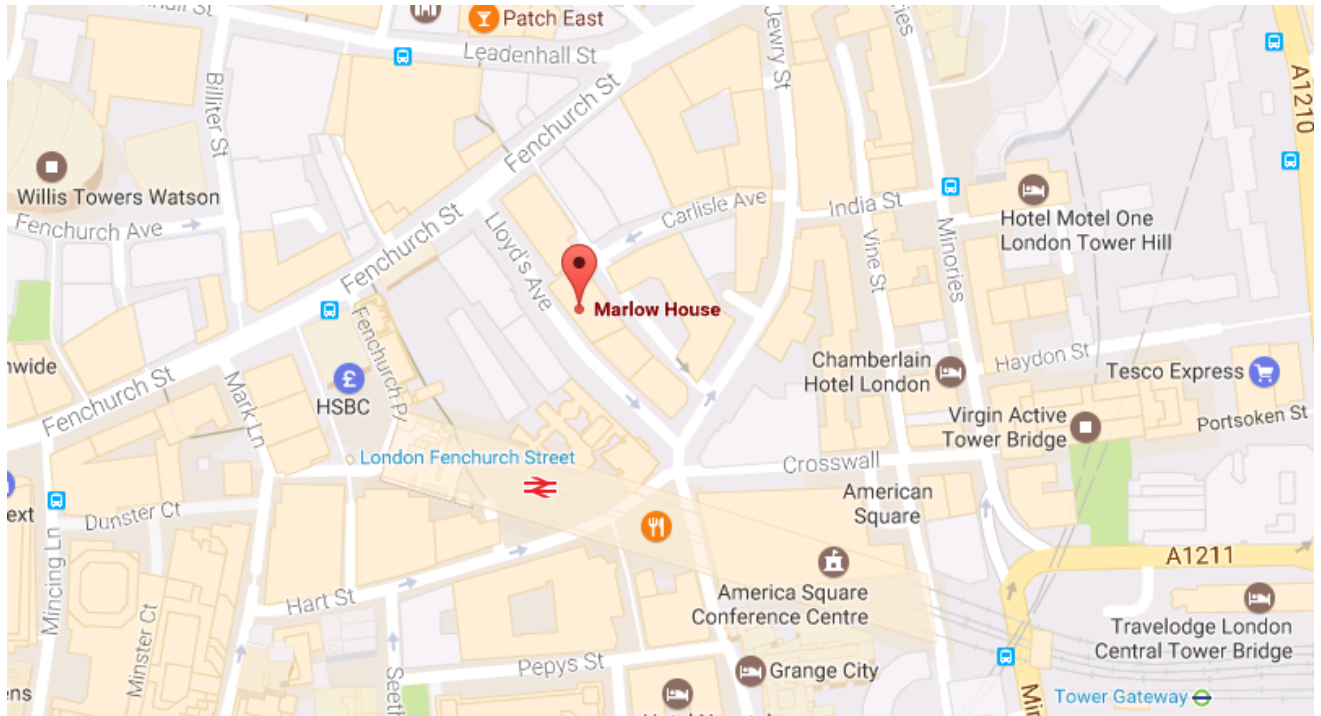 Patch East
Leadenhall St
Jewry St
A1210
Billiter St
Fenchurch St
Willis Towers Watson
Fenchurch Ave
Carlisle Ave
India St
Hotel Motel One
London Tower Hill
Fenchurch St
Lloyd's Ave
Vine St
Minories
Marlow House
Fenchurch Pl
Haydon St
Chamberlain
Hotel London
Tesco Express
£
HSBC
Fenchurch St
Mark Ln
Virgin Active
Tower Bridge
Portsoken St
London Fenchurch Street
Crosswall
American
Square
Dunster Ct
A1211
Mincing Ln
Hart St
America Square
Conference Centre
Travelodge London
Central Tower Bridge
Minster Ct
Pepys St
Grange City
Tower Gateway